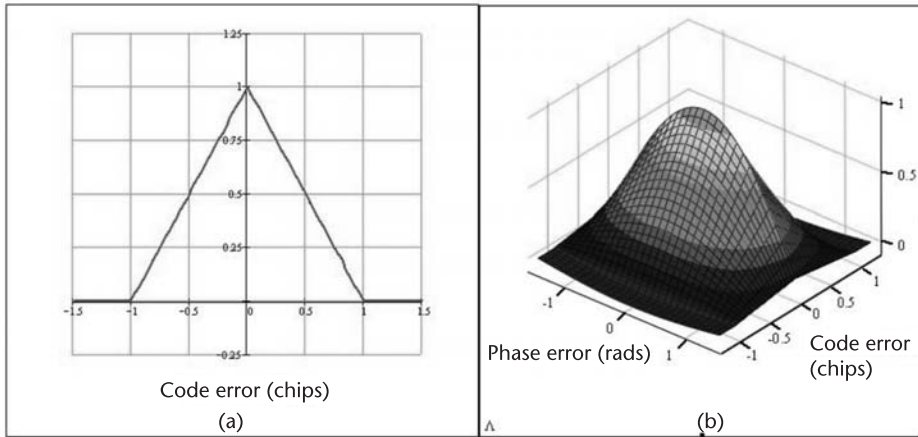 1.25
1
0.75
0.5
0.25
-1.5 -1 -0.5 0 0.5 1 1.5
-0.25
Code error (chips)
(a)
1
0.5
0
-1
0
1
Phase error (rads)
-1
-0.5
0
0.5
1
Code error
(chips)
(b)
Λ